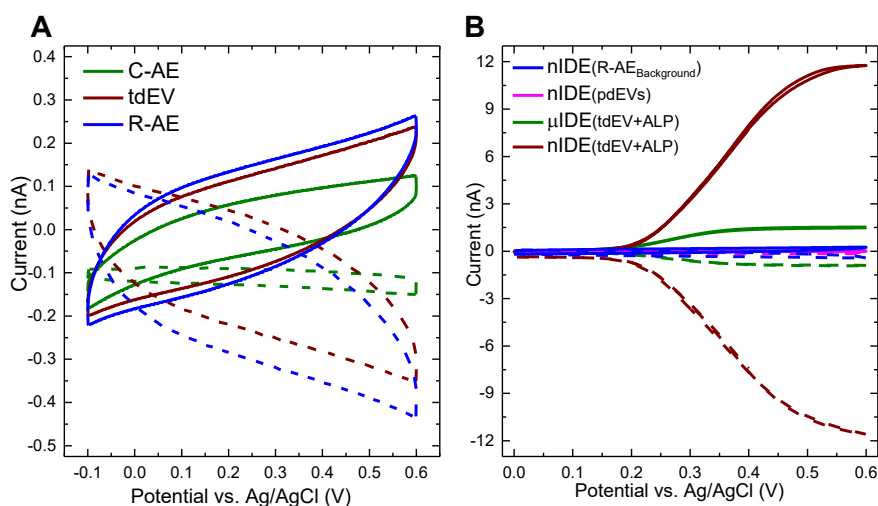 A
C-AE
tdEV
R-AE
0.4
0.3
0.2
0.1
0.0
-0.1
-0.2
-0.3
-0.4
-0.5
Current (nA)
-0.1 0.0 0.1 0.2 0.3 0.4 0.5 0.6
Potential vs. Ag/AgCl (V)
B
nIDE(R-AEBackground)
nIDE(pdEVs)
µIDE(tdEV+ALP)
nIDE(tdEV+ALP)
12
9
6
3
0
-3
-6
-9
-12
Current (nA)
0.0 0.1 0.2 0.3 0.4 0.5 0.6
Potential vs. Ag/AgCl (V)